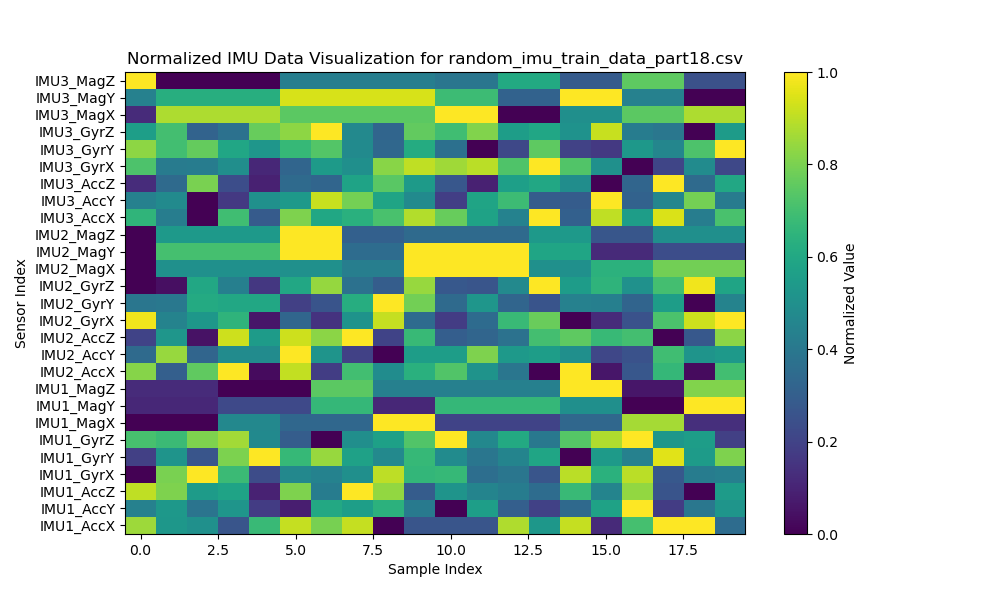 Normalized IMU Data Visualization for random_imu_train_data_part18.csv
IMU3_MagZ
IMU3_MagY
IMU3_MagX
IMU3_GyrZ
IMU3_GyrY
IMU3_GyrX
IMU3_AccZ
IMU3_AccY
IMU3_AccX
IMU2_MagZ
IMU2_MagY
IMU2_MagX
IMU2_GyrZ
IMU2_GyrY
IMU2_GyrX
IMU2_AccZ
IMU2_AccY
IMU2_AccX
IMU1_MagZ
IMU1_MagY
IMU1_MagX
IMU1_GyrZ
IMU1_GyrY
IMU1_GyrX
IMU1_AccZ
IMU1_AccY
IMU1_AccX
Sensor Index
0.0 2.5 5.0 7.5 10.0 12.5 15.0 17.5
Sample Index
1.0
0.8
0.6
0.4
0.2
0.0
Normalized Value